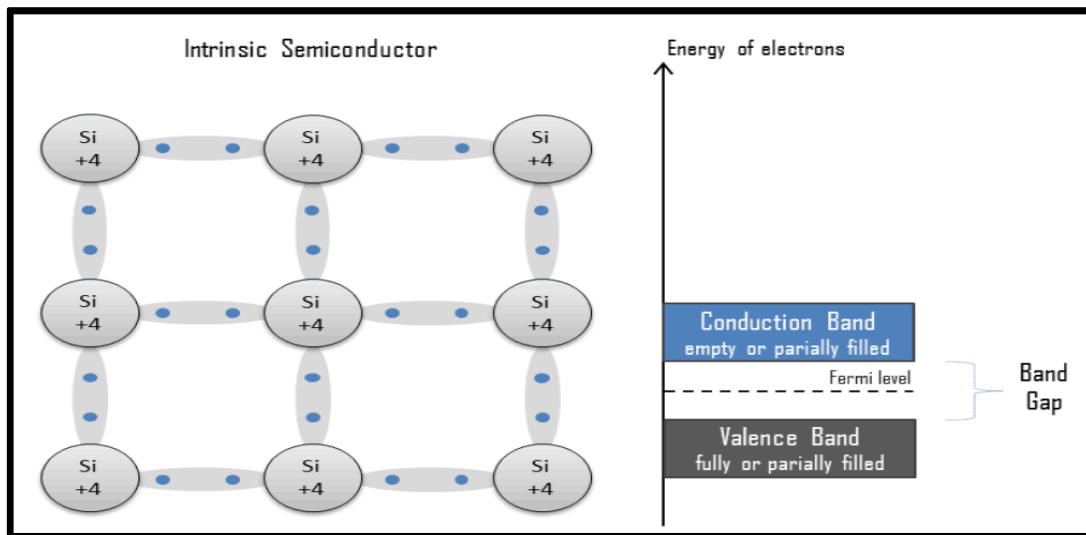 Intrinsic Semiconductor
Energy of electrons
Si
+4
Si
+4
Si
+4
Si
+4
Si
+4
Si
+4
Si
+4
Si
+4
Si
+4
Conduction Band
empty or parially filled
Fermi level
Band
Gap
Valence Band
fully or parially filled